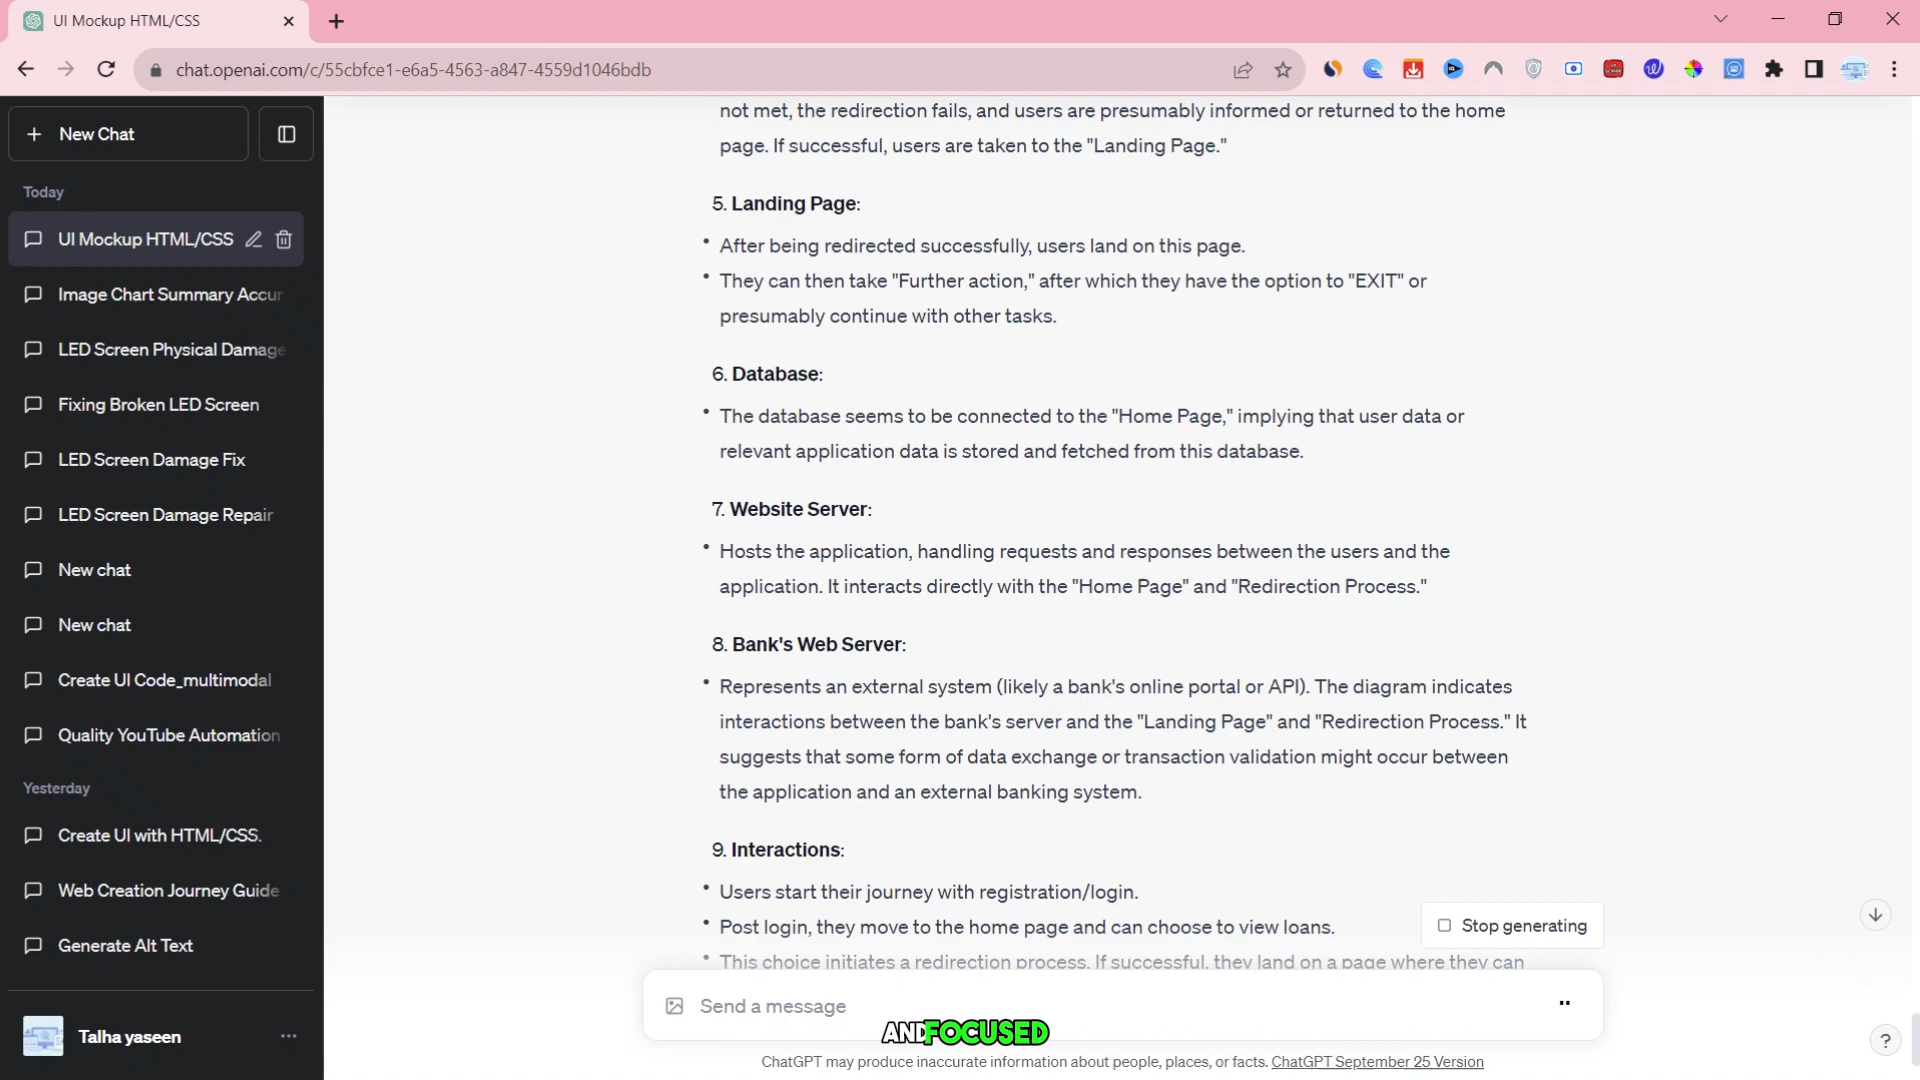 UI Mockup HTML/CSS
chat.openai.com/c/55cbfce1-e6a5-4563-a847-4559d1046bdb
New Chat
Today
UI Mockup HTML/CSS
Image Chart Summary Accur
LED Screen Physical Damage
Fixing Broken LED Screen
LED Screen Damage Fix
LED Screen Damage Repair
New chat
New chat
Create UI Code_multimodal
Quality YouTube Automation
Yesterday
Create UI with HTML/CSS.
Web Creation Journey Guide
Generate Alt Text
Talha yaseen
not met, the redirection fails, and users are presumably informed or returned to the home
page. If successful, users are taken to the "Landing Page."
5. Landing Page:
• After being redirected successfully, users land on this page.
• They can then take "Further action," after which they have the option to "EXIT" or
presumably continue with other tasks.
6. Database:
• The database seems to be connected to the "Home Page," implying that user data or
relevant application data is stored and fetched from this database.
7. Website Server:
• Hosts the application, handling requests and responses between the users and the
application. It interacts directly with the "Home Page" and "Redirection Process."
8. Bank's Web Server:
• Represents an external system (likely a bank's online portal or API). The diagram indicates
interactions between the bank's server and the "Landing Page" and "Redirection Process." It
suggests that some form of data exchange or transaction validation might occur between
the application and an external banking system.
9. Interactions:
• Users start their journey with registration/login.
• Post login, they move to the home page and can choose to view loans.
• This choice initiates a redirection process. If successful, they land on a page where they can
Stop generating
Send a message
AND FOCUSED
ChatGPT may produce inaccurate information about people, places, or facts. ChatGPT September 25 Version
?